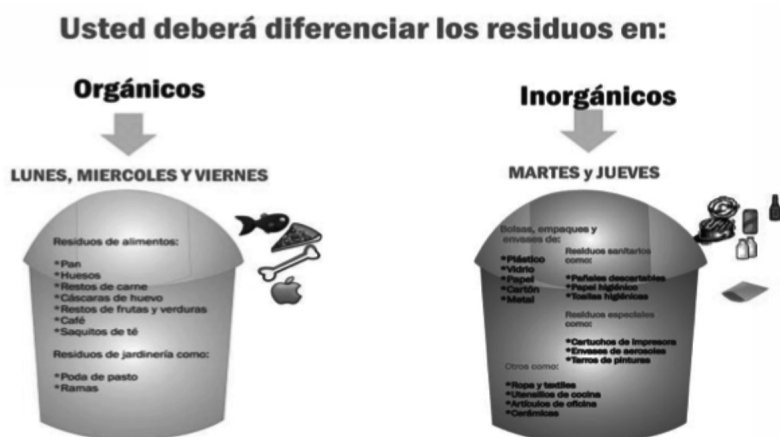 Usted deberá diferenciar los residuos en:
Orgánicos
LUNES, MIERCOLES Y VIERNES
Residuos de alimentos:
*Pan
*Huesos
*Restos de carne
*Cáscaras de huevo
*Restos de frutas y verduras
*Café
*Saquitos de té
Residuos de jardinería como:
*Poda de pasto
*Ramas
Inorgánicos
MARTES y JUEVES
Bolsas, empaques y
envases de:
*Plástico
*Vidrio
*Papel
*Cartón
*Metal
Residuos sanitarios
como:
*Pañales descartables
*Papel higiénico
*Toallas higiénicas
Residuos especiales
como:
*Cartuchos de impresora
*Envases de aerosoles
*Tarros de pinturas
Otros como:
*Ropa y textiles
*Utensilios de cocina
*Artículos de oficina
*Cerámicas